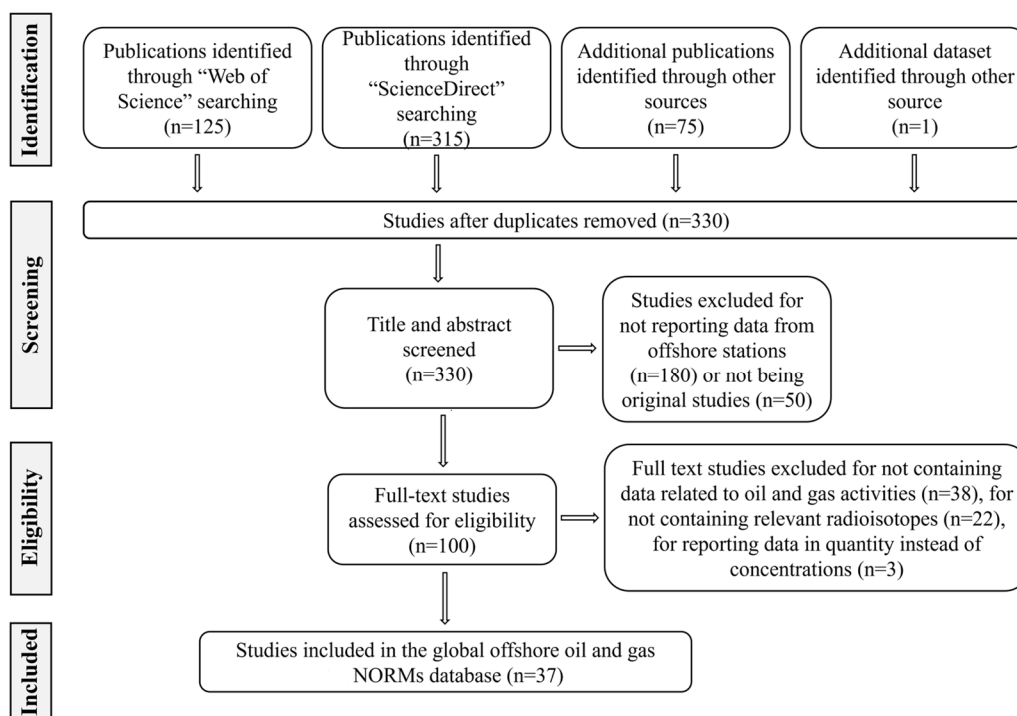 Identification
Publications identified
through “Web of
Science” searching
(n=125)
Publications identified
through
“ScienceDirect”
searching
(n=315)
Additional publications
identified through other
sources
(n=75)
Additional dataset
identified through other
source
(n=1)
Screening
Studies after duplicates removed (n=330)
Title and abstract
screened
(n=330)
Studies excluded for
not reporting data from
offshore stations
(n=180) or not being
original studies (n=50)
Eligibility
Full-text studies
assessed for eligibility
(n=100)
Full text studies excluded for not containing
data related to oil and gas activities (n=38), for
not containing relevant radioisotopes (n=22),
for reporting data in quantity instead of
concentrations (n=3)
Included
Studies included in the global offshore oil and gas
NORMs database (n=37)